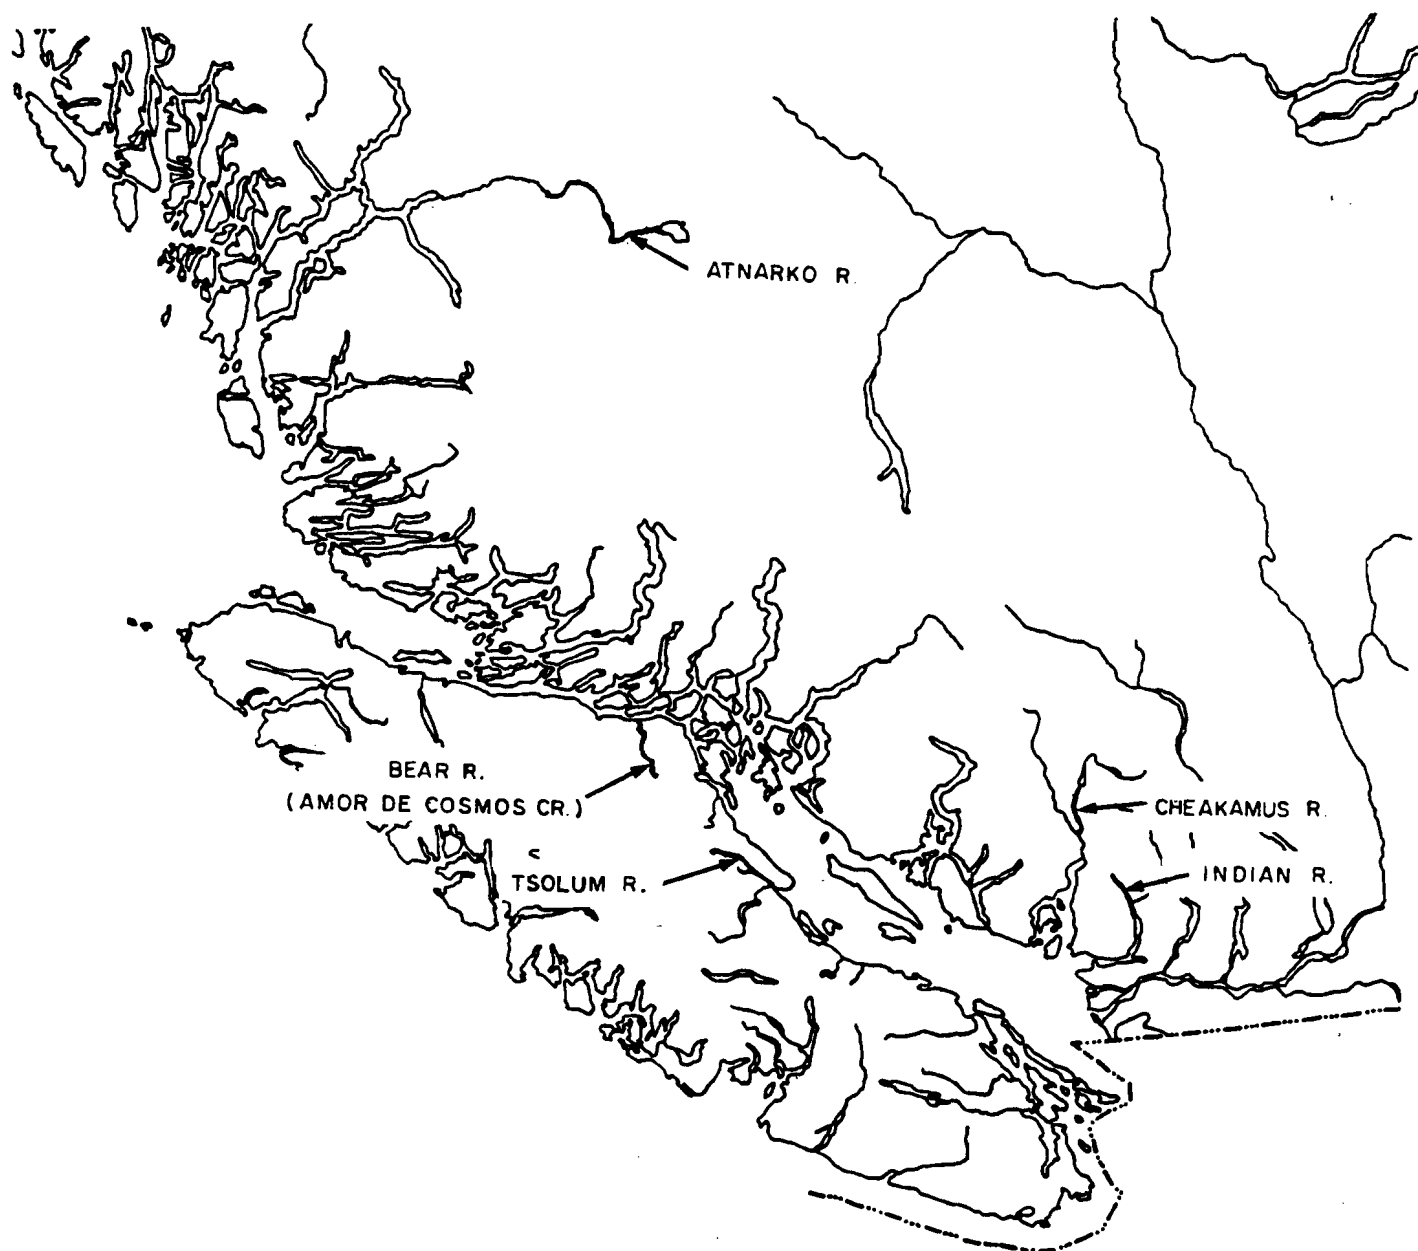 ATNARKO R.
BEAR R.
(AMOR DE COSMOS CR.)
CHEAKAMUS R.
TSOLUM R.
INDIAN R.